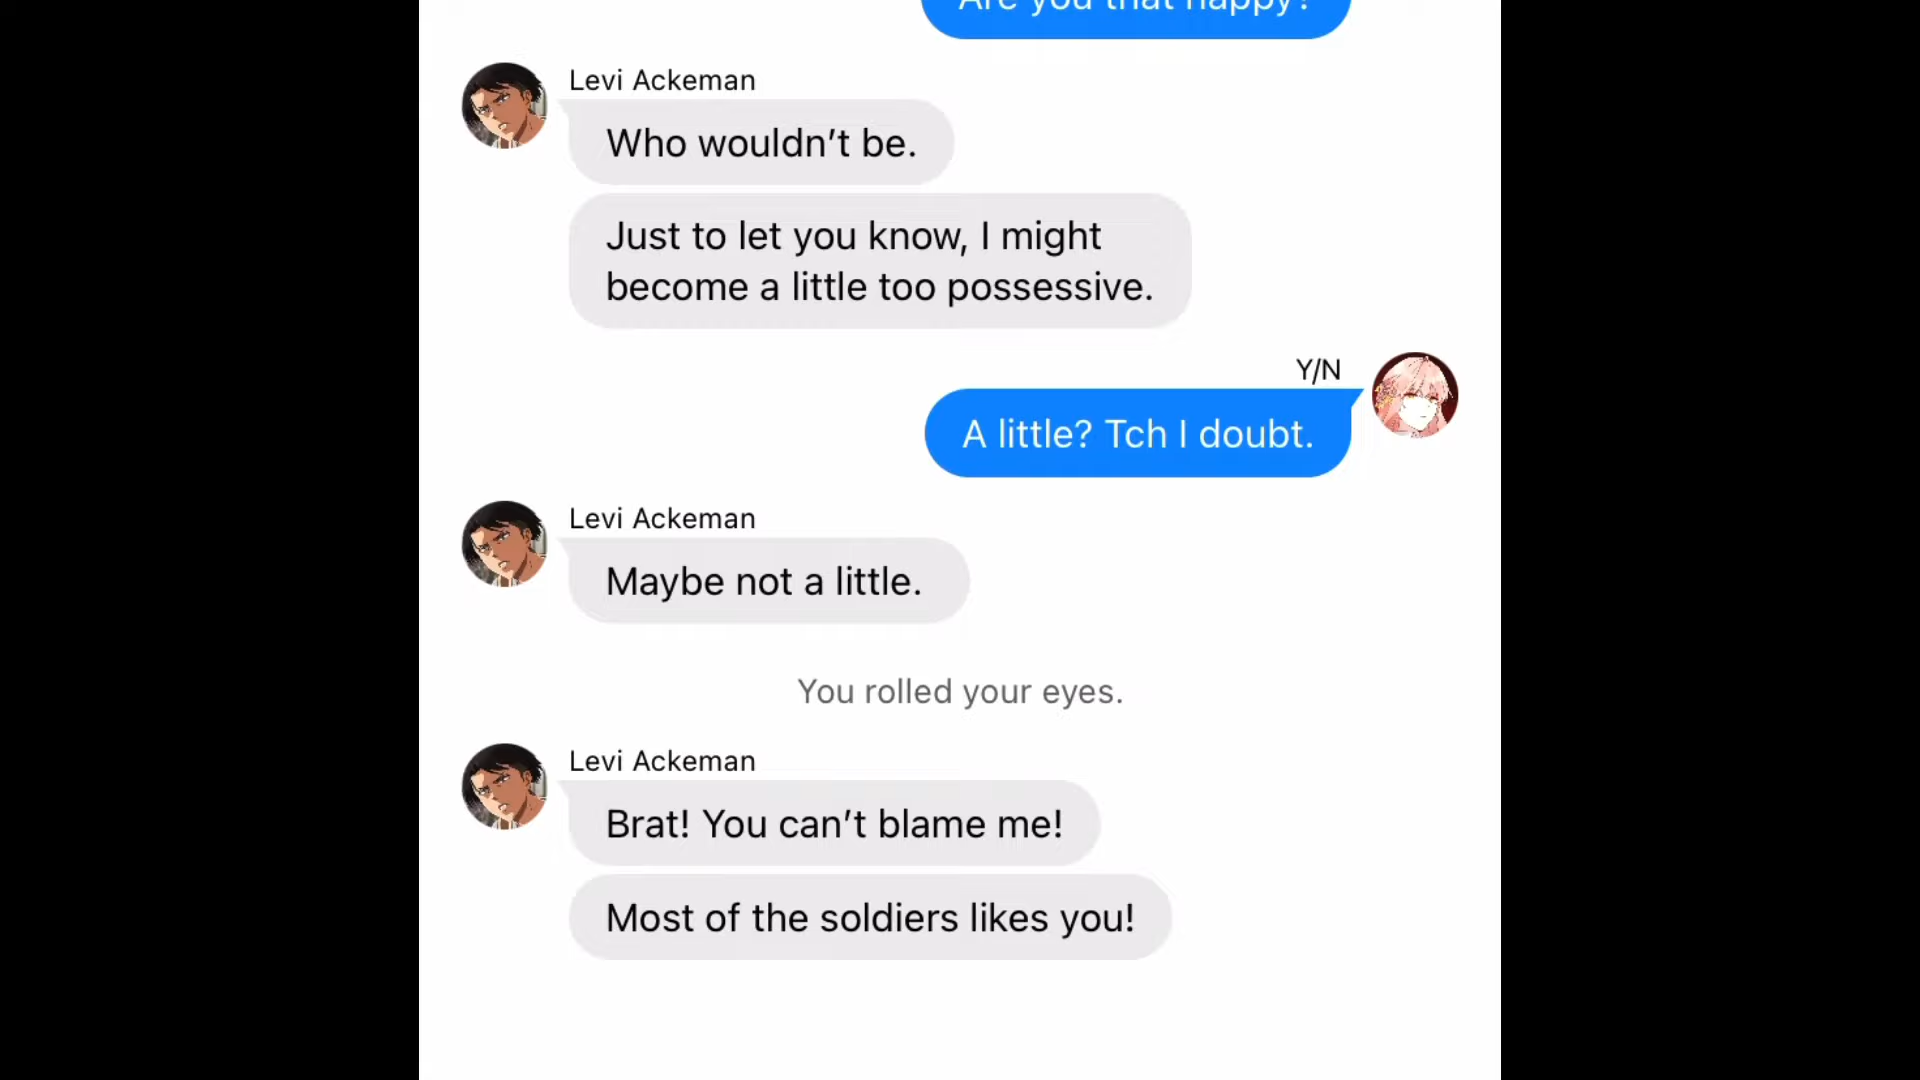 Are you that happy?
Levi Ackeman
Who wouldn’t be.
Just to let you know, I might
become a little too possessive.
Y/N
A little? Tch I doubt.
Levi Ackeman
Maybe not a little.
You rolled your eyes.
Levi Ackeman
Brat! You can’t blame me!
Most of the soldiers likes you!